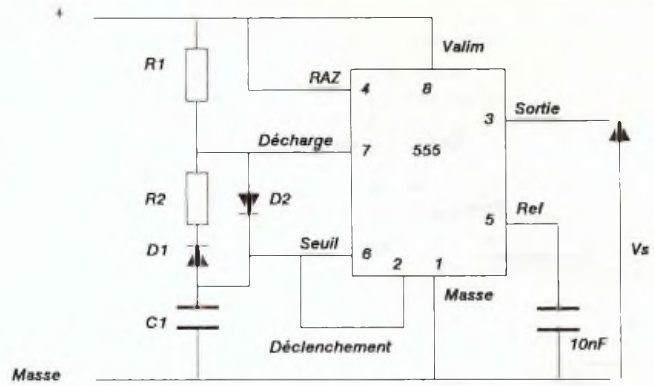 +
Valim
R1
RAZ
4
8
Sortie
3
Décharge
7
555
R2
D2
Ref
5
Vs
D1
Seuil
6
2
1
Masse
C1
Déclenchement
10nF
Masse